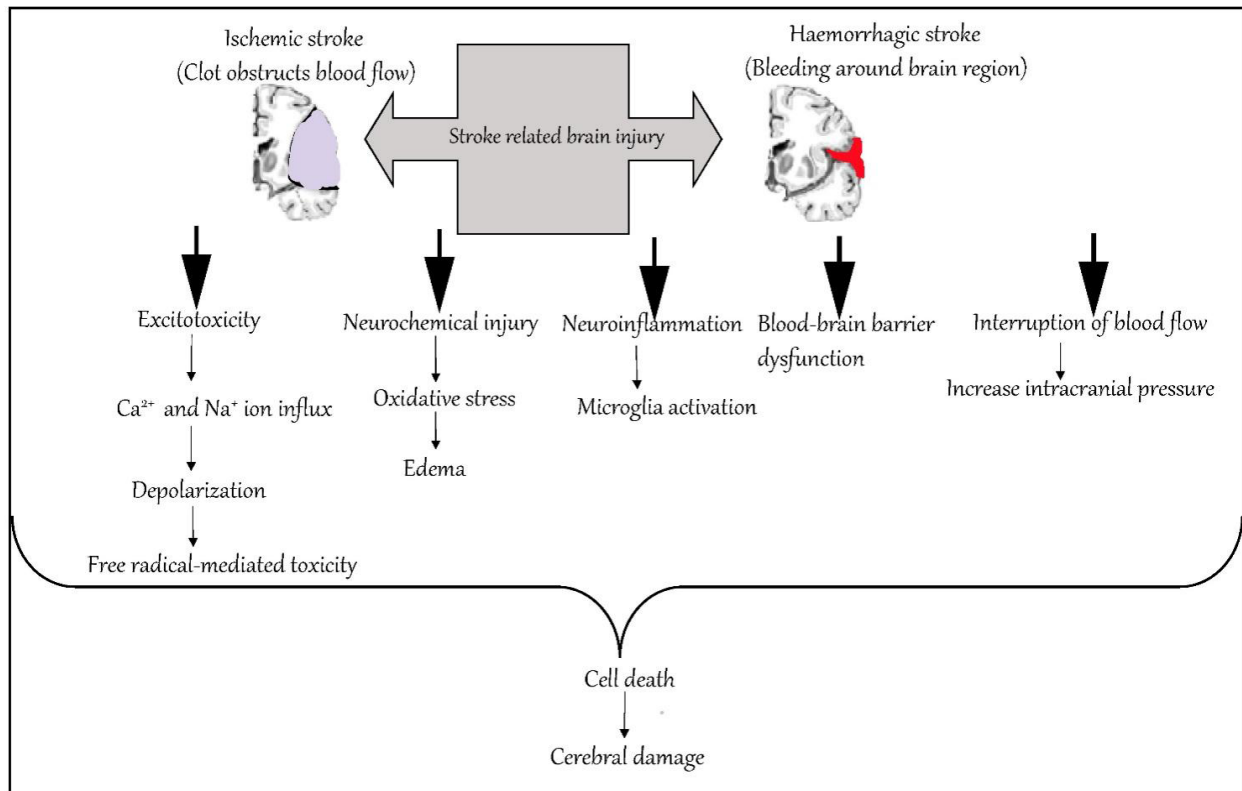 Ischemic stroke
(Clot obstructs blood flow)
Haemorrhagic stroke
(Bleeding around brain region)
Stroke related brain injury
Excitotoxicity
Neurochemical injury
Neuroinflammation
Blood-brain barrier
dysfunction
Interruption of blood flow
Ca²⁺ and Na⁺ ion influx
Oxidative stress
Microglia activation
Increase intracranial pressure
Edema
Depolarization
Free radical-mediated toxicity
Cell death
Cerebral damage